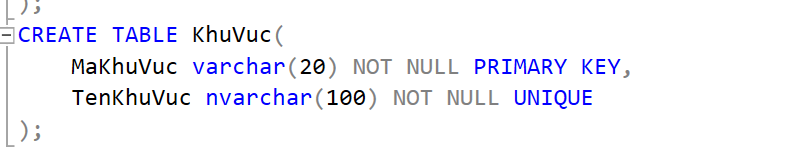 );
CREATE TABLE KhuVuc(
MaKhuVuc varchar(20) NOT NULL PRIMARY KEY,
TenKhuVuc nvarchar(100) NOT NULL UNIQUE
);